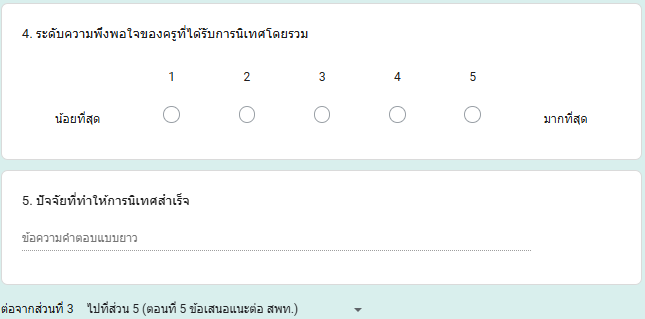 4. ระดับความพึงพอใจของครูที่ได้รับการนิเทศโดยรวม
1 2 3 4 5
น้อยที่สุด มากที่สุด
5. ปัจจัยที่ทำให้การนิเทศสำเร็จ
ข้อความคำตอบแบบยาว
ต่อจากส่วนที่ 3 ไปที่ส่วน 5 (ตอนที่ 5 ข้อเสนอแนะต่อ สพท.)